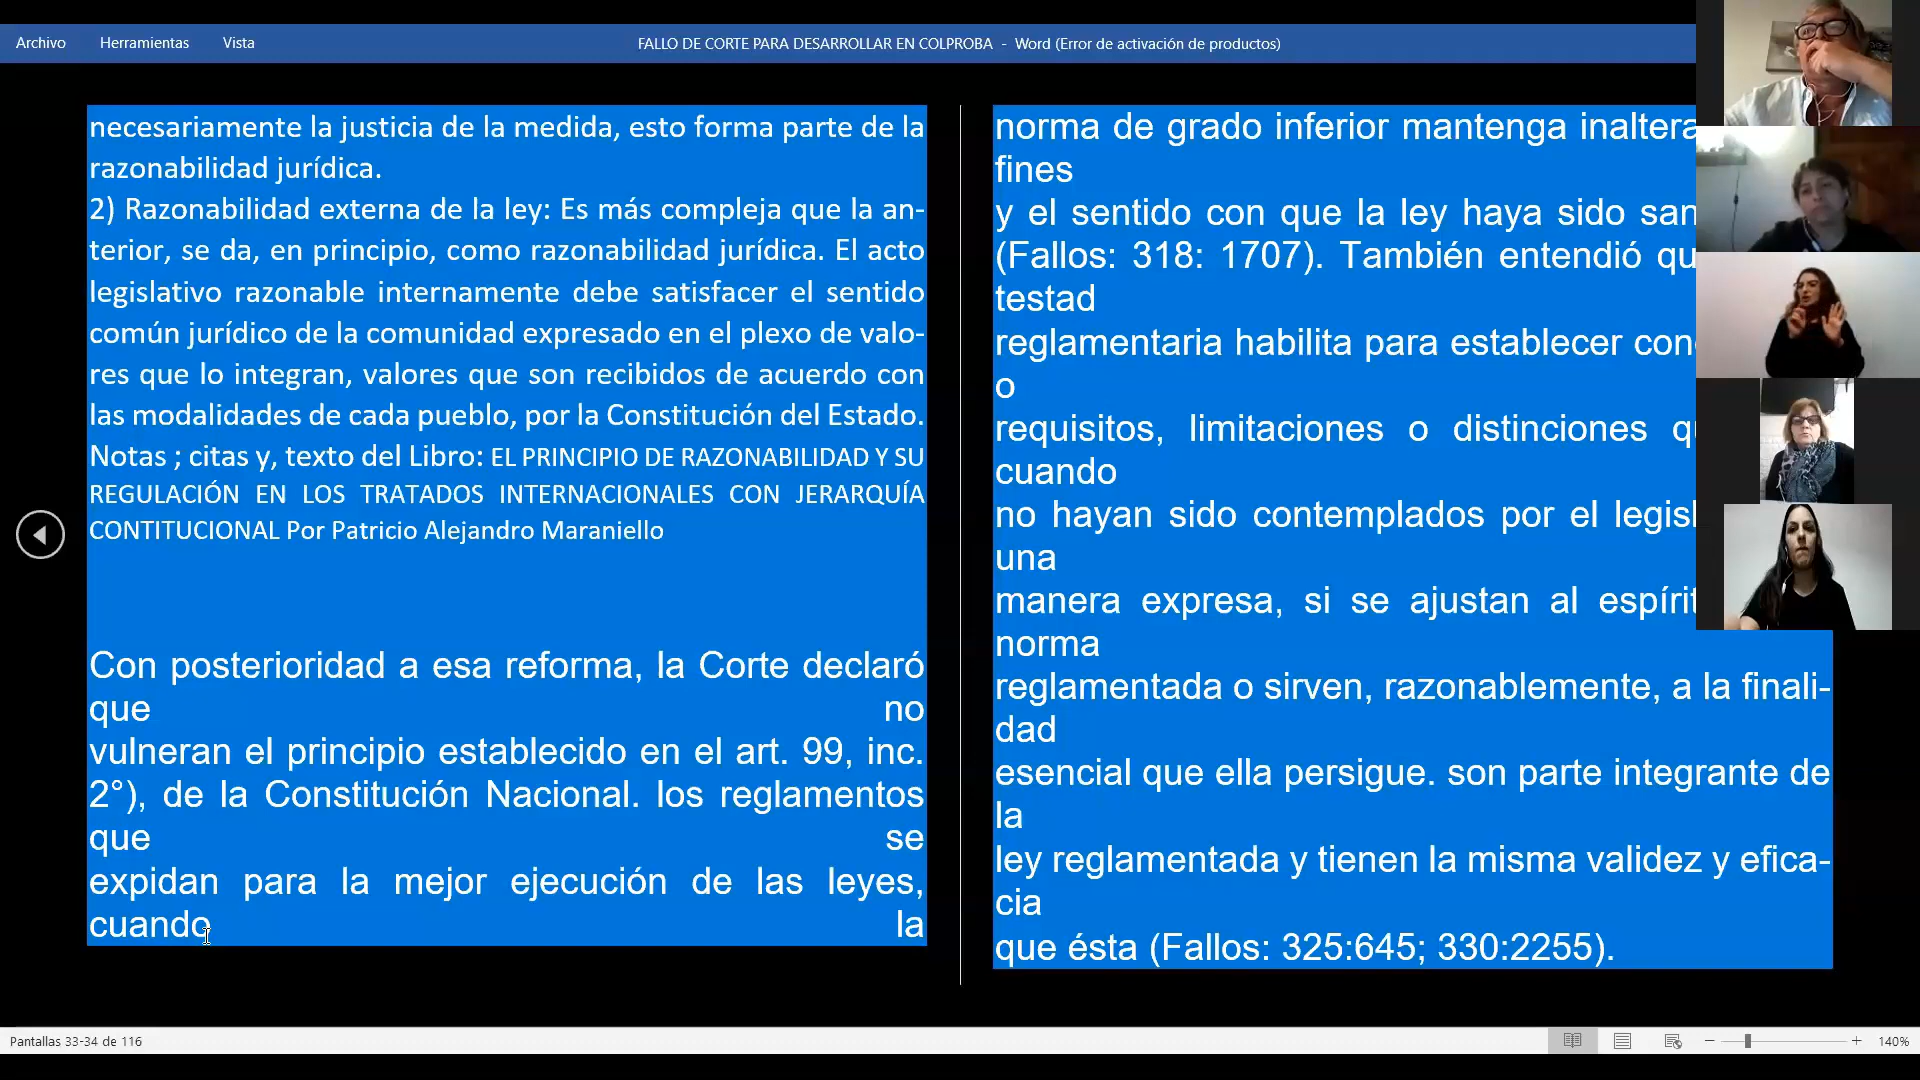 Archivo Herramientas Vista
FALLO DE CORTE PARA DESARROLLAR EN COLPROBA - Word (Error de activación de productos)
necesariamente la justicia de la medida, esto forma parte de la
razonabilidad jurídica.
2) Razonabilidad externa de la ley: Es más compleja que la an-
terior, se da, en principio, como razonabilidad jurídica. El acto
legislativo razonable internamente debe satisfacer el sentido
común jurídico de la comunidad expresado en el plexo de valo-
res que lo integran, valores que son recibidos de acuerdo con
las modalidades de cada pueblo, por la Constitución del Estado.
Notas ; citas y, texto del Libro: EL PRINCIPIO DE RAZONABILIDAD Y SU
REGULACIÓN EN LOS TRATADOS INTERNACIONALES CON JERARQUÍA
CONTITUCIONAL Por Patricio Alejandro Maraniello
Con posterioridad a esa reforma, la Corte declaró
que no
vulneran el principio establecido en el art. 99, inc.
2°), de la Constitución Nacional. los reglamentos
que se
expidan para la mejor ejecución de las leyes,
cuando la
norma de grado inferior mantenga
fines
y el sentido con que la ley haya sido
(Fallos: 318: 1707). También entendió
testad
reglamentaria habilita para establecer
o
requisitos, limitaciones o distinciones
cuando
no hayan sido contemplados por el
una
manera expresa, si se ajustan al
norma
reglamentada o sirven, razonablemente, a la finali-
dad
esencial que ella persigue. son parte integrante de
la
ley reglamentada y tienen la misma validez y efica-
cia
que ésta (Fallos: 325:645; 330:2255).
Pantallas 33-34 de 116
140%